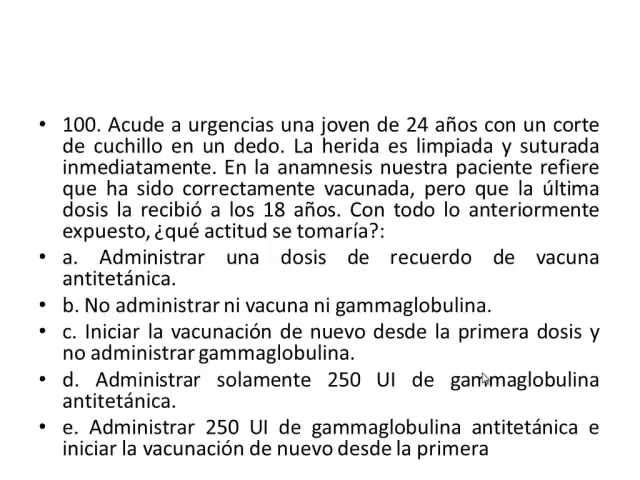 • 100. Acude a urgencias una joven de 24 años con un corte
de cuchillo en un dedo. La herida es limpiada y suturada
inmediatamente. En la anamnesis nuestra paciente refiere
que ha sido correctamente vacunada, pero que la última
dosis la recibió a los 18 años. Con todo lo anteriormente
expuesto, ¿qué actitud se tomaría?:
• a. Administrar una dosis de recuerdo de vacuna
antitetánica.
• b. No administrar ni vacuna ni gammaglobulina.
• c. Iniciar la vacunación de nuevo desde la primera dosis y
no administrar gammaglobulina.
• d. Administrar solamente 250 UI de gammaglobulina
antitetánica.
• e. Administrar 250 UI de gammaglobulina antitetánica e
iniciar la vacunación de nuevo desde la primera